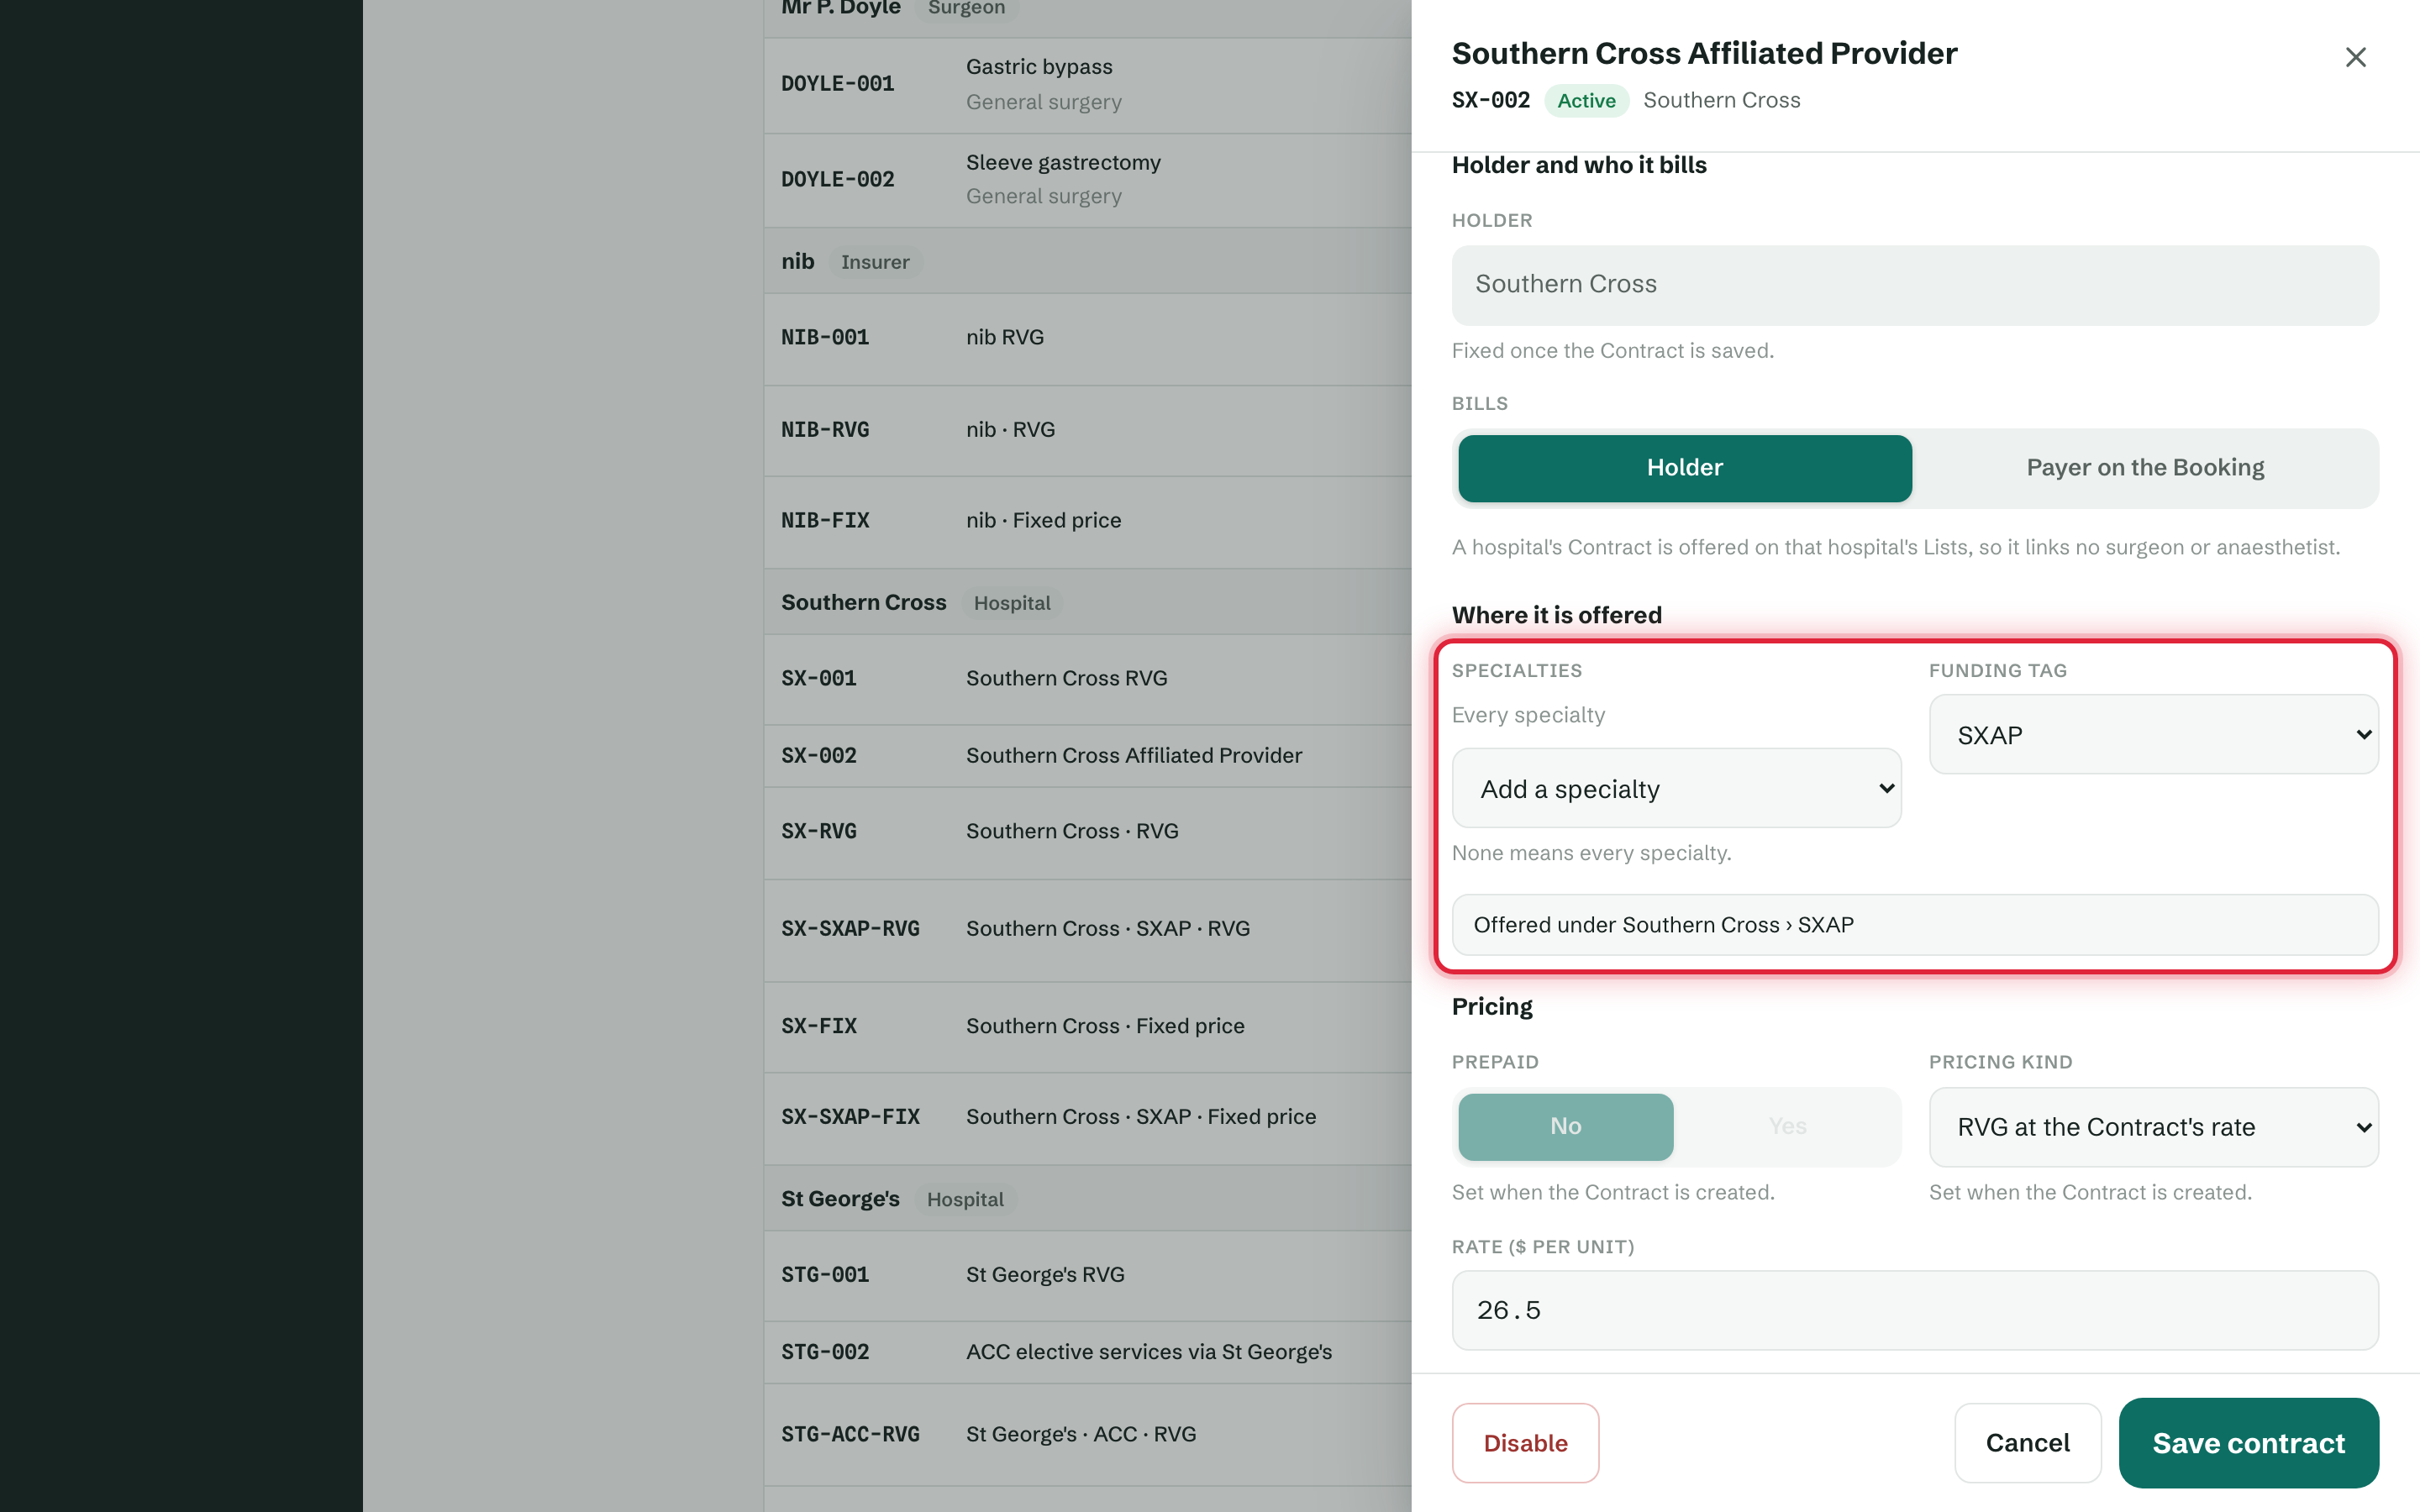 Mr P. Doyle Surgeon
DOYLE-001 Gastric bypass
General surgery
DOYLE-002 Sleeve gastrectomy
General surgery
nib Insurer
NIB-001 nib RVG
NIB-RVG nib · RVG
NIB-FIX nib · Fixed price
Southern Cross Hospital
SX-001 Southern Cross RVG
SX-002 Southern Cross Affiliated Provider
SX-RVG Southern Cross · RVG
SX-SXAP-RVG Southern Cross · SXAP · RVG
SX-FIX Southern Cross · Fixed price
SX-SXAP-FIX Southern Cross · SXAP · Fixed price
St George's Hospital
STG-001 St George's RVG
STG-002 ACC elective services via St George's
STG-ACC-RVG St George's · ACC · RVG
Southern Cross Affiliated Provider
SX-002 Active Southern Cross
Holder and who it bills
HOLDER
Southern Cross
Fixed once the Contract is saved.
BILLS
Holder Payer on the Booking
A hospital's Contract is offered on that hospital's Lists, so it links no surgeon or anaesthetist.
Where it is offered
SPECIALTIES FUNDING TAG
Every specialty
SXAP
Add a specialty
None means every specialty.
Offered under Southern Cross › SXAP
Pricing
PREPAID PRICING KIND
No Yes RVG at the Contract's rate
Set when the Contract is created. Set when the Contract is created.
RATE ($ PER UNIT)
26.5
Disable Cancel Save contract